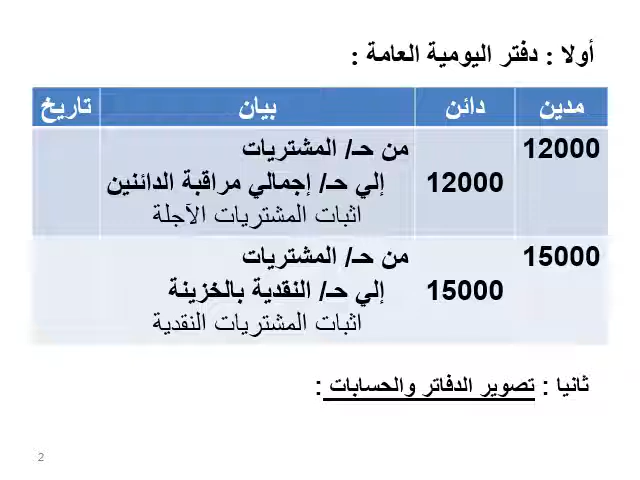 أولا : دفتر اليومية العامة :
مدين دائن بيان تاريخ
12000 من حـ/ المشتريات
12000 إلي حـ/ إجمالي مراقبة الدائنين
اثبات المشتريات الآجلة
15000 من حـ/ المشتريات
15000 إلي حـ/ النقدية بالخزينة
اثبات المشتريات النقدية
ثانيا : تصوير الدفاتر والحسابات :
2